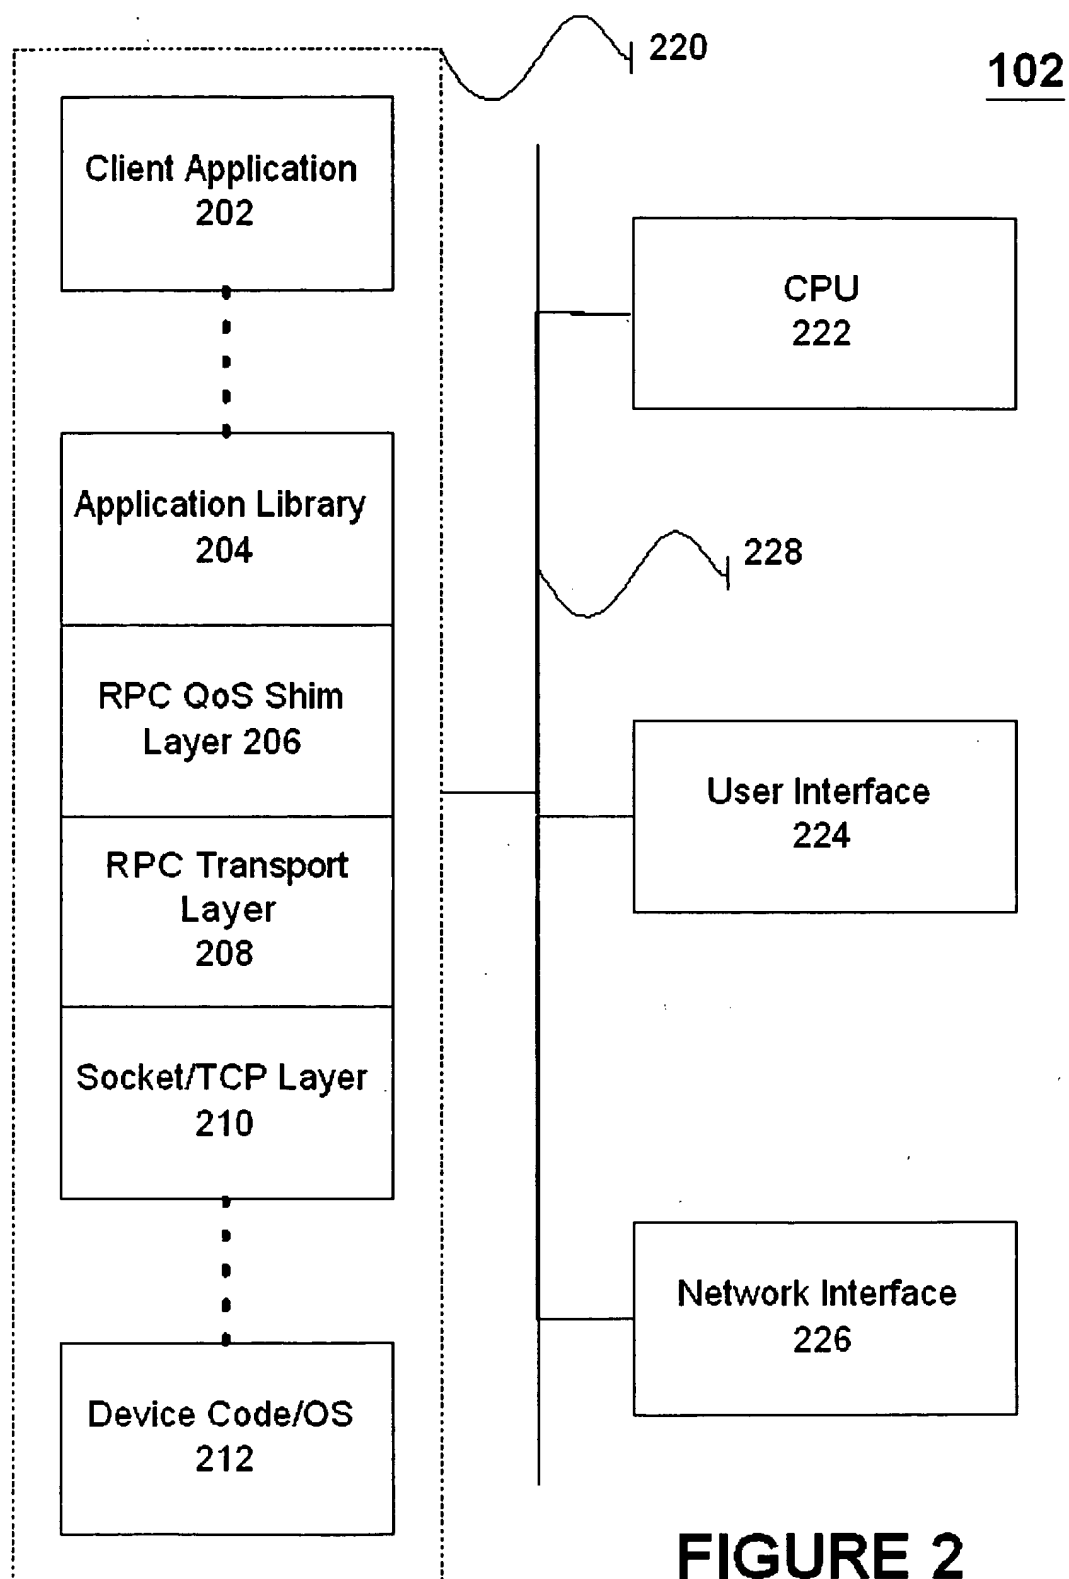 220
102
Client Application
202
CPU
222
Application Library
204
228
RPC QoS Shim
Layer 206
User Interface
224
RPC Transport
Layer
208
Socket/TCP Layer
210
Network Interface
226
Device Code/OS
212
FIGURE 2